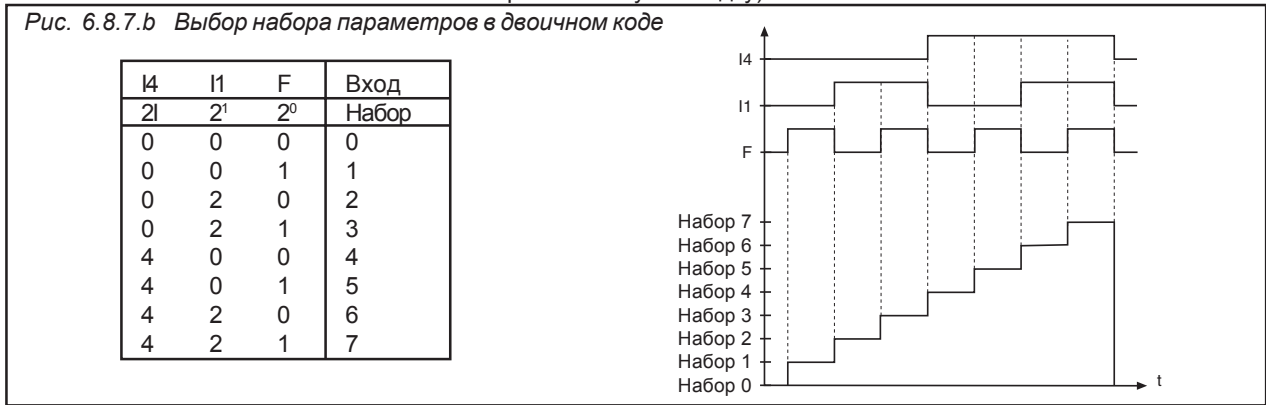 Рис. 6.8.7.b Выбор набора параметров в двоичном коде
I4 I1 F Вход
2I 2¹ 2⁰ Набор
0 0 0 0
0 0 1 1
0 2 0 2
0 2 1 3
4 0 0 4
4 0 1 5
4 2 0 6
4 2 1 7
I4
I1
F
Набор 7
Набор 6
Набор 5
Набор 4
Набор 3
Набор 2
Набор 1
Набор 0
t